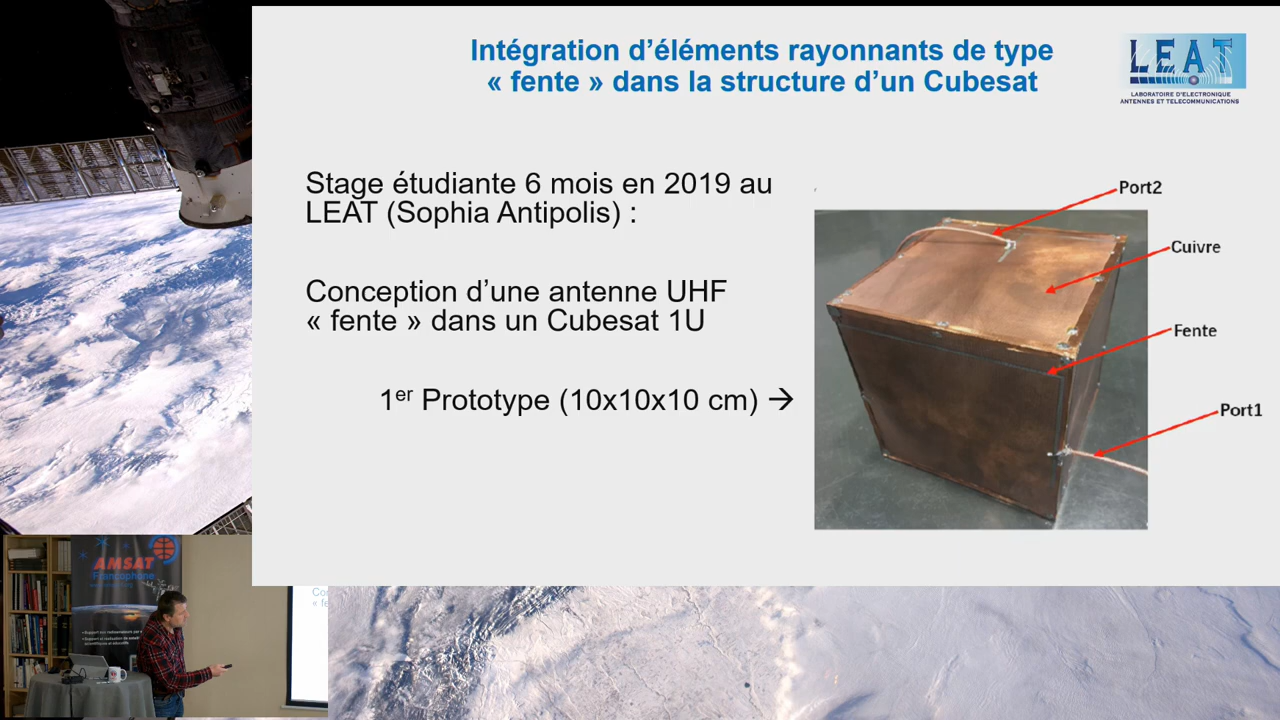 Intégration d'éléments rayonnants de type
« fente » dans la structure d'un Cubesat
LEAT
LABORATOIRE D'ELECTRONIQUE
ANTENNES ET TELECOMMUNICATIONS
Stage étudiante 6 mois en 2019 au
LEAT (Sophia Antipolis) :
Conception d'une antenne UHF
« fente » dans un Cubesat 1U
1er Prototype (10x10x10 cm) →
Port2
Cuivre
Fente
Port1
AMSAT
Francophone